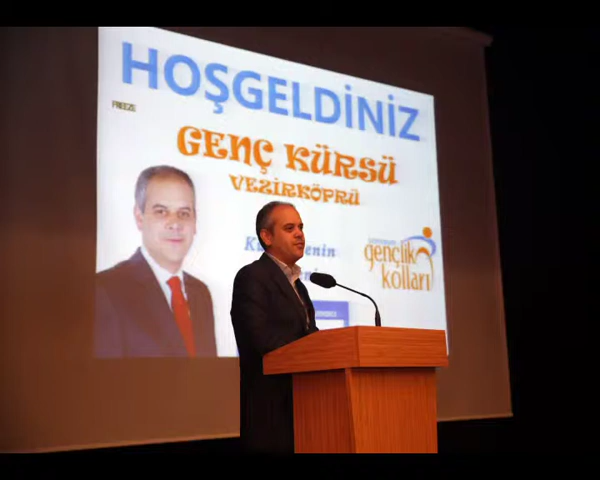 HOŞGELDİNİZ
FREEZE
GENÇ KÜRSÜ
VEZİRKÖPRÜ
gençlik
kolları